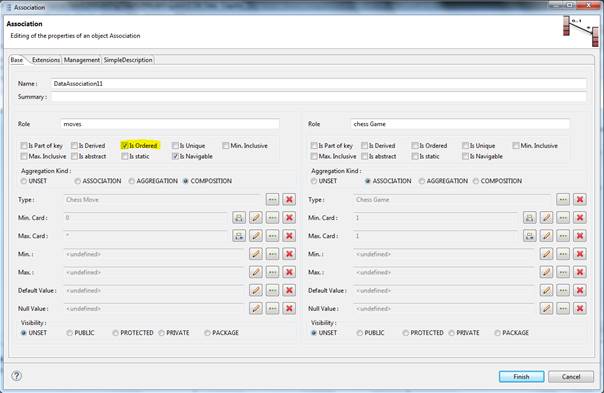 Association
Association
Editing of the properties of an object Association
Base Extensions Management SimpleDescription
Name : DataAssociation11
Summary :
Role moves
Is Part of key Is Derived Is Ordered Is Unique Min. Inclusive
Max. Inclusive Is abstract Is static Is Navigable
Aggregation Kind :
UNSET ASSOCIATION AGGREGATION COMPOSITION
Type : Chess Move
Min. Card : 0
Max. Card : *
Min. : <undefined>
Max. : <undefined>
Default Value : <undefined>
Null Value : <undefined>
Visibility :
UNSET PUBLIC PROTECTED PRIVATE PACKAGE
Role chess Game
Is Part of key Is Derived Is Ordered Is Unique Min. Inclusive
Max. Inclusive Is abstract Is static Is Navigable
Aggregation Kind :
UNSET ASSOCIATION AGGREGATION COMPOSITION
Type : Chess Game
Min. Card : 1
Max. Card : 1
Min. : <undefined>
Max. : <undefined>
Default Value : <undefined>
Null Value : <undefined>
Visibility :
UNSET PUBLIC PROTECTED PRIVATE PACKAGE
Finish Cancel